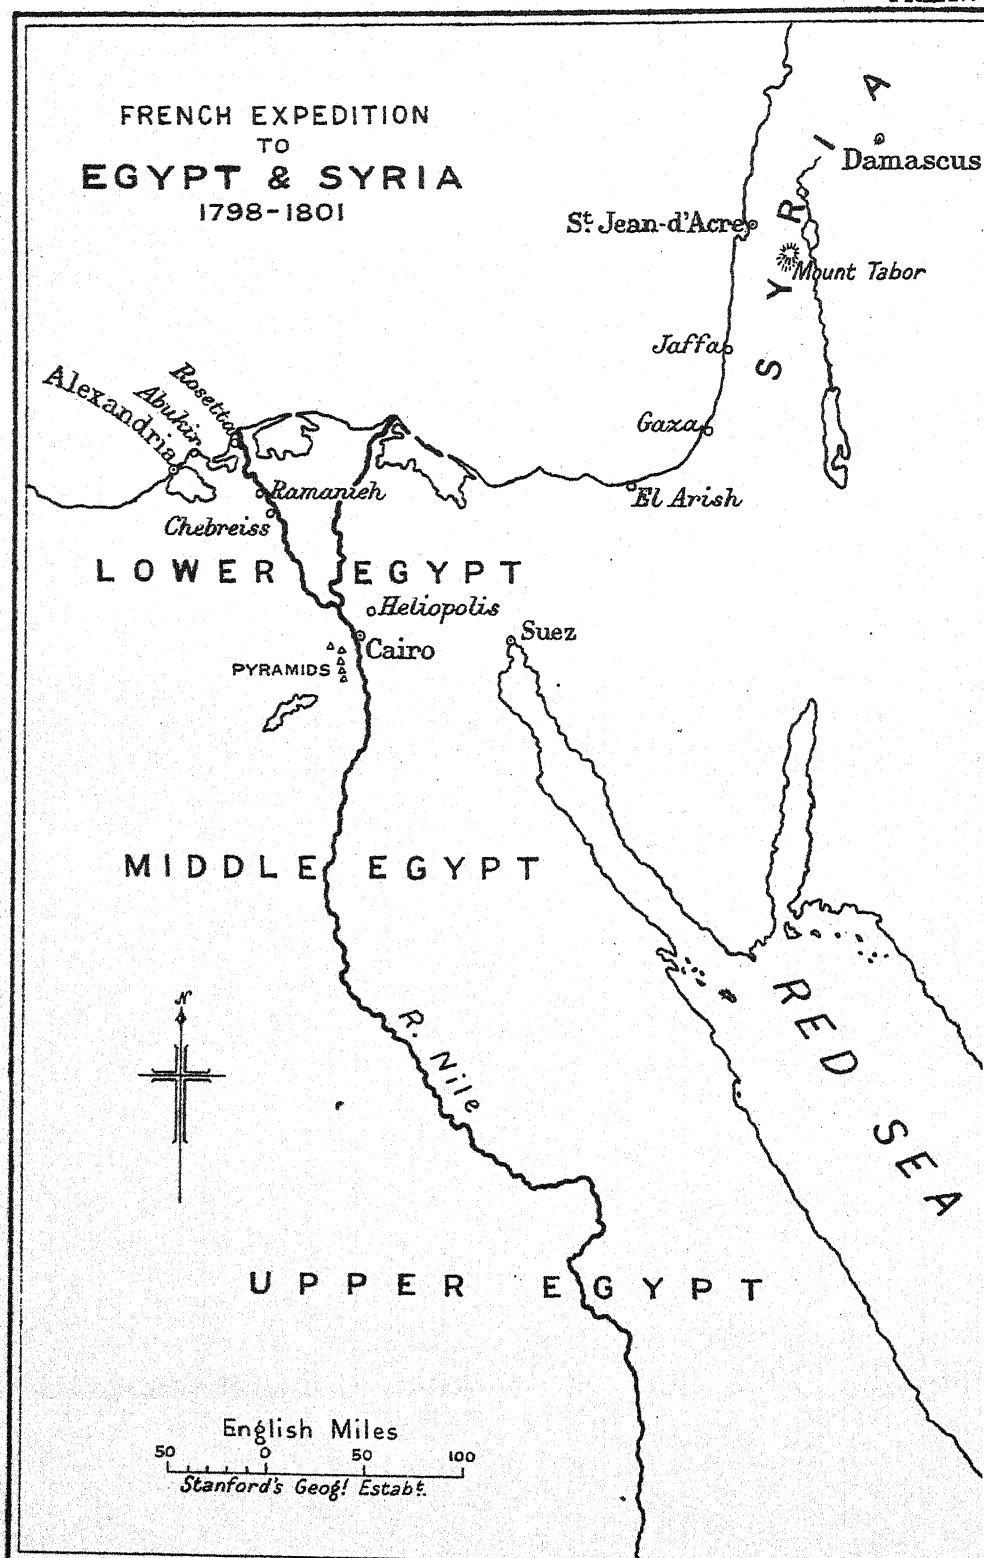 FRENCH EXPEDITION
TO
EGYPT & SYRIA
1798-1801
SYRIA
Damascus
St. Jean-d'Acre
Mount Tabor
Jaffa
Gaza
El Arish
Rosetta
Abukir
Alexandria
Ramanieh
Chebreiss
LOWER EGYPT
Heliopolis
Cairo
Suez
PYRAMIDS
MIDDLE EGYPT
N
R. Nile
RED SEA
UPPER EGYPT
English Miles
50 0 50 100
Stanford's Geogl. Estabt.